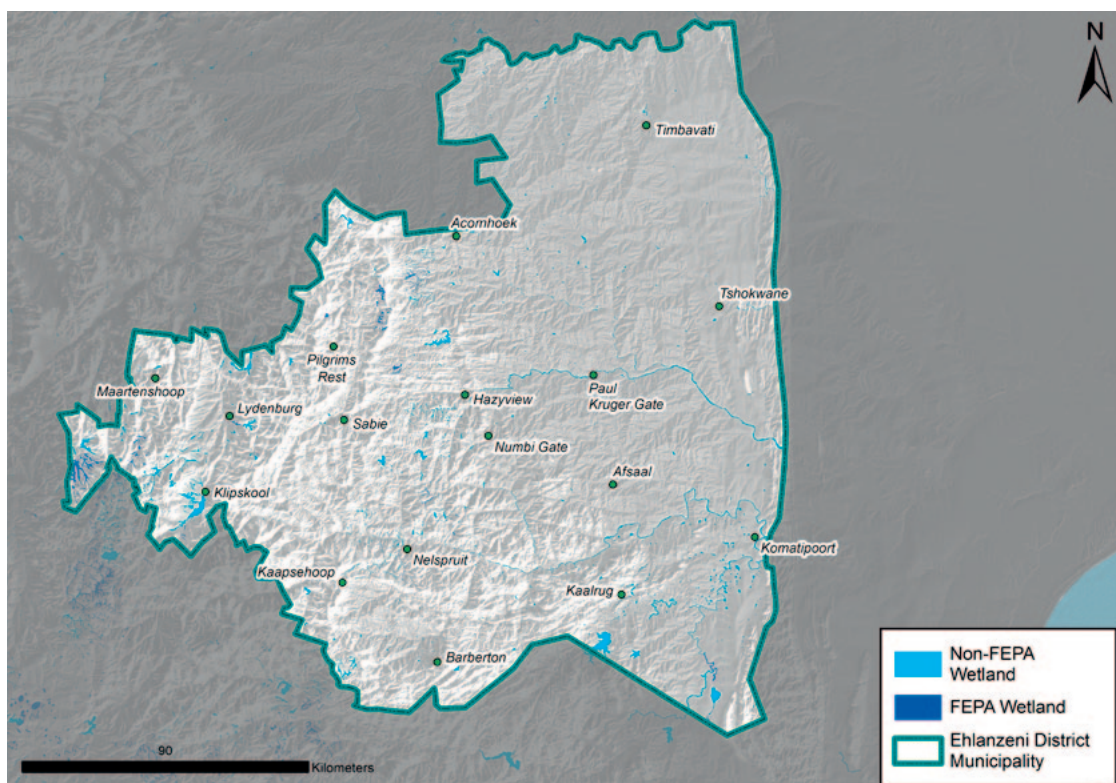 N
Timbavati
Acornhoek
Tshokwane
Pilgrims
Rest
Maartenshoop
Paul
Kruger Gate
Hazyview
Lydenburg
Sabie
Numbi Gate
Afsaal
Klipskool
Komatipoort
Nelspruit
Kaapsehoop
Kaalrug
Barberton
Non-FEPA
Wetland
FEPA Wetland
Ehlanzeni District
Municipality
90
Kilometers